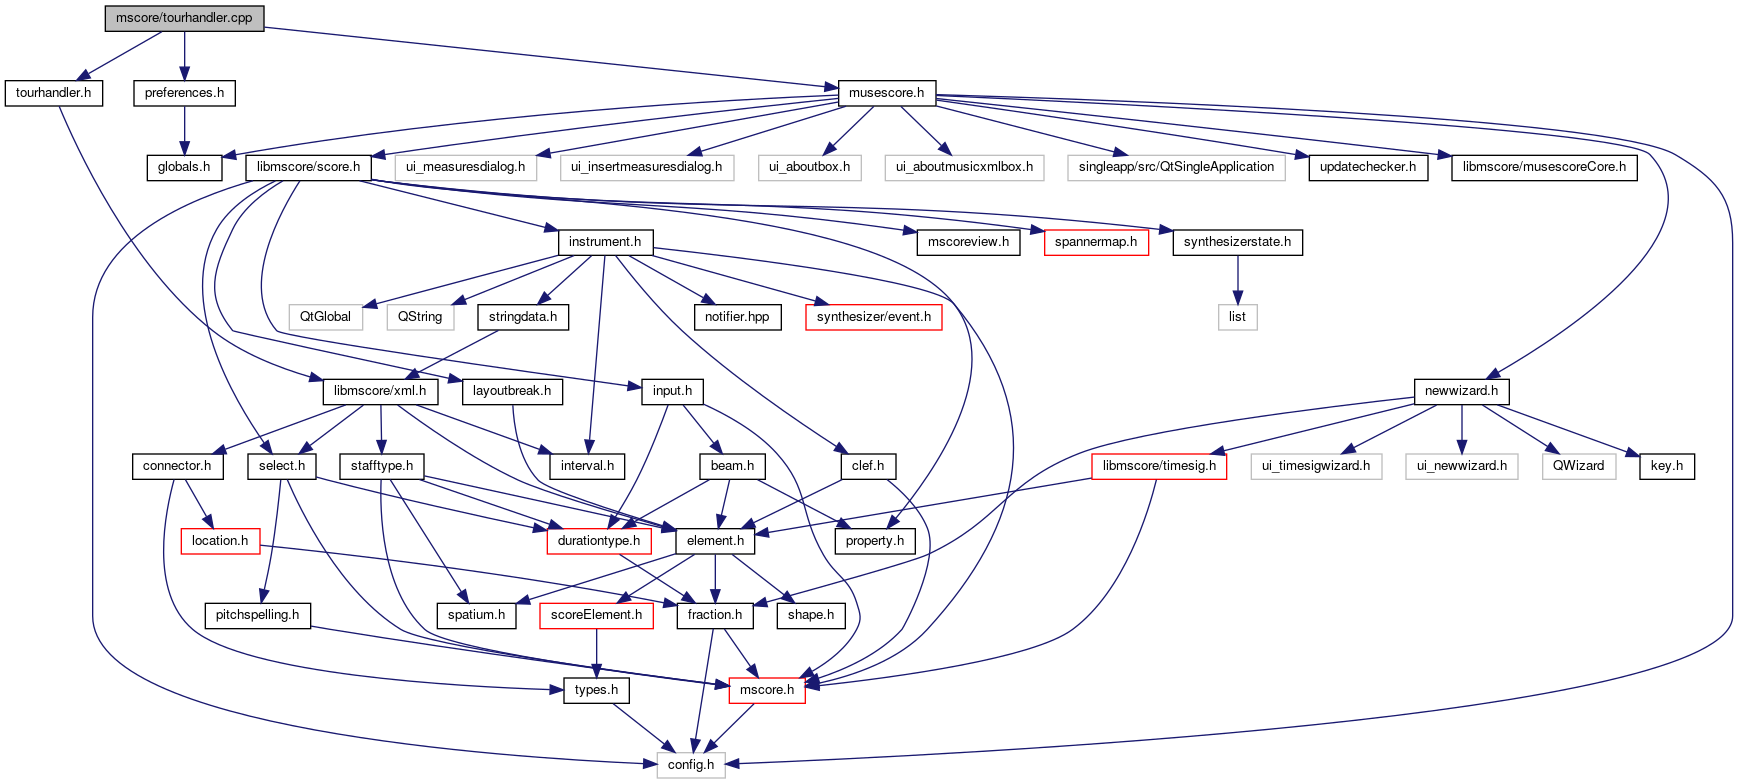 mscore/tourhandler.cpp
tourhandler.h
preferences.h
musescore.h
globals.h
libmscore/score.h
ui_measuresdialog.h
ui_insertmeasuresdialog.h
ui_aboutbox.h
ui_aboutmusicxmlbox.h
singleapp/src/QtSingleApplication
updatechecker.h
libmscore/musescoreCore.h
instrument.h
mscoreview.h
spannermap.h
synthesizerstate.h
QtGlobal
QString
stringdata.h
notifier.hpp
synthesizer/event.h
list
libmscore/xml.h
layoutbreak.h
input.h
newwizard.h
connector.h
select.h
stafftype.h
interval.h
beam.h
clef.h
libmscore/timesig.h
ui_timesigwizard.h
ui_newwizard.h
QWizard
key.h
location.h
durationtype.h
element.h
property.h
pitchspelling.h
spatium.h
scoreElement.h
fraction.h
shape.h
types.h
mscore.h
config.h